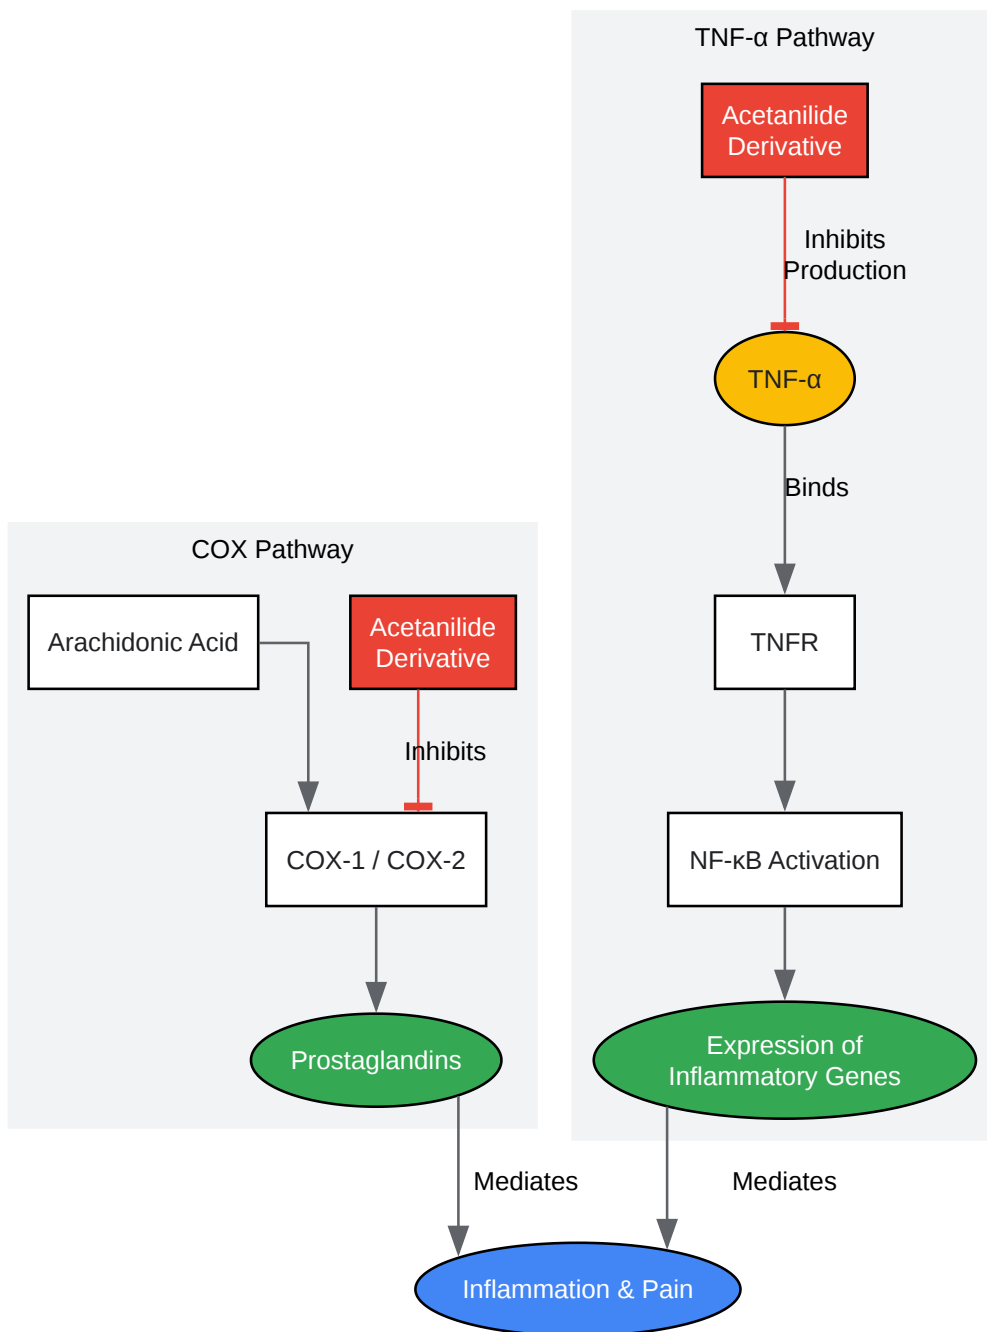 TNF-α Pathway
Acetanilide
Derivative
Inhibits
Production
TNF-α
Binds
TNFR
NF-κB Activation
Expression of
Inflammatory Genes
COX Pathway
Arachidonic Acid
Acetanilide
Derivative
Inhibits
COX-1 / COX-2
Prostaglandins
Mediates
Mediates
Inflammation & Pain